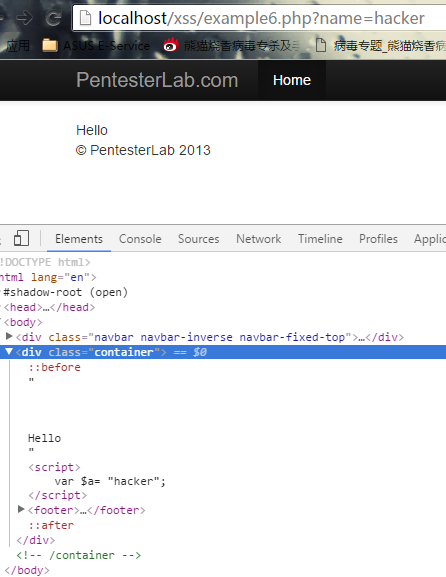 localhost/xss/example6.php?name=hacker
应用 ASUS E-Service 熊猫烧香病毒专杀及 病毒专题_熊猫烧香
PentesterLab.com Home
Hello
© PentesterLab 2013
Elements Console Sources Network Timeline Profiles Applic
!DOCTYPE html>
html lang="en">
#shadow-root (open)
<head>…</head>
<body>
<div class="navbar navbar-inverse navbar-fixed-top">…</div>
<div class="container"> == $0
::before
"
Hello
"
<script>
var $a= "hacker";
</script>
<footer>…</footer>
::after
</div>
<!-- /container -->
</body>